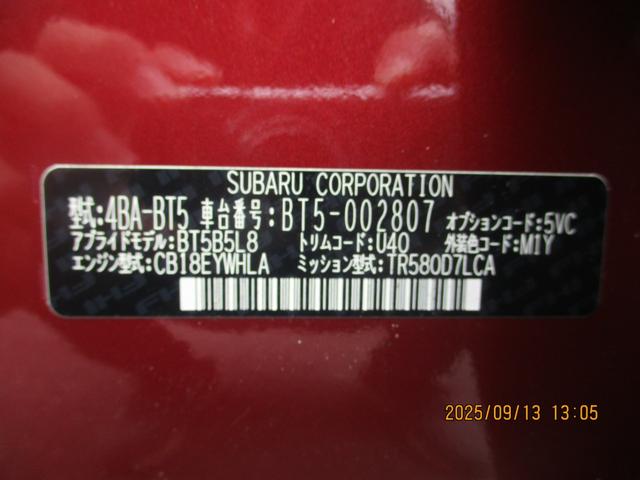 SUBARU CORPORATION
型式:4BA-BT5 車台番号:BT5-002807 オプションコード:5VC
アプライドモデル:BT5B5L8 トリムコード:U40 外装色コード:M1Y
エンジン型式:CB18EYWHLA ミッション型式:TR580D7LCA
2025/09/13 13:05